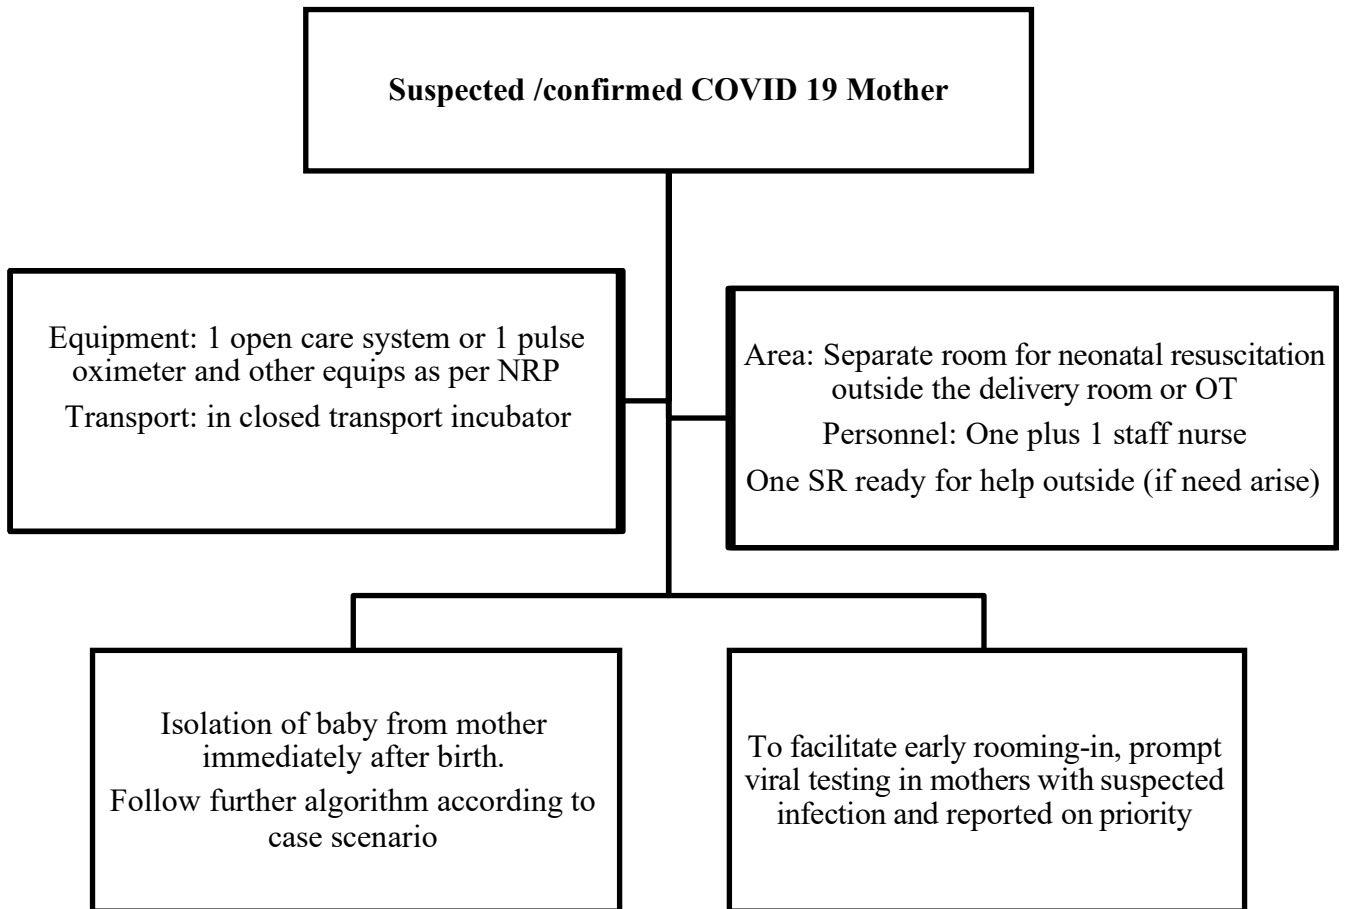 Suspected /confirmed COVID 19 Mother
Equipment: 1 open care system or 1 pulse
oximeter and other equips as per NRP
Transport: in closed transport incubator
Area: Separate room for neonatal resuscitation
outside the delivery room or OT
Personnel: One plus 1 staff nurse
One SR ready for help outside (if need arise)
Isolation of baby from mother
immediately after birth.
Follow further algorithm according to
case scenario
To facilitate early rooming-in, prompt
viral testing in mothers with suspected
infection and reported on priority